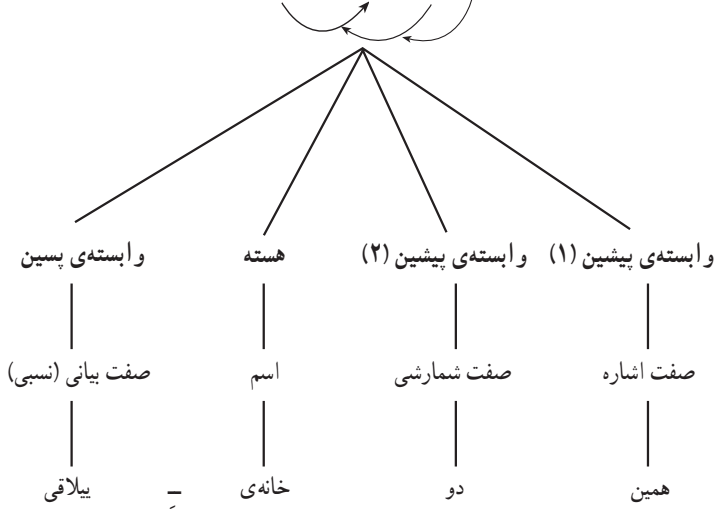 وابسته‌ی پیشین (۱) وابسته‌ی پیشین (۲) هسته وابسته‌ی پسین
صفت اشاره صفت شمارشی اسم صفت بیانی (نسبی)
همین دو خانه‌ی ـِ ییلاقی